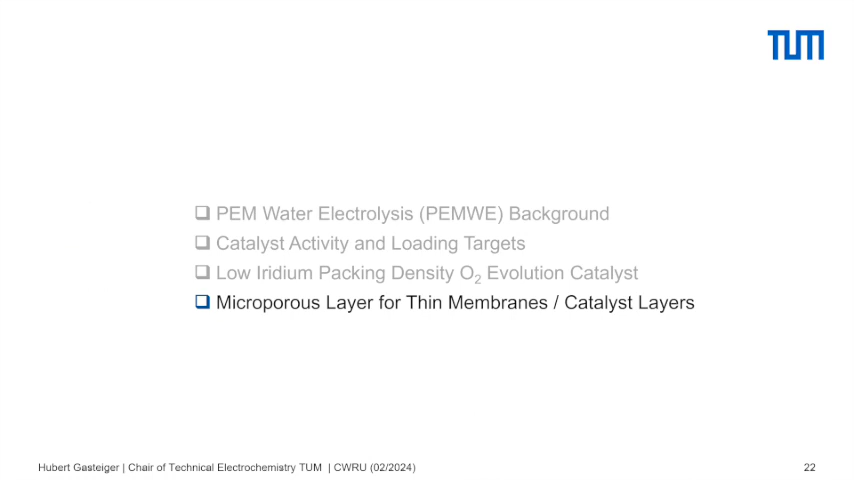 TUM
PEM Water Electrolysis (PEMWE) Background
Catalyst Activity and Loading Targets
Low Iridium Packing Density O₂ Evolution Catalyst
Microporous Layer for Thin Membranes / Catalyst Layers
Hubert Gasteiger | Chair of Technical Electrochemistry TUM | CWRU (02/2024)
22